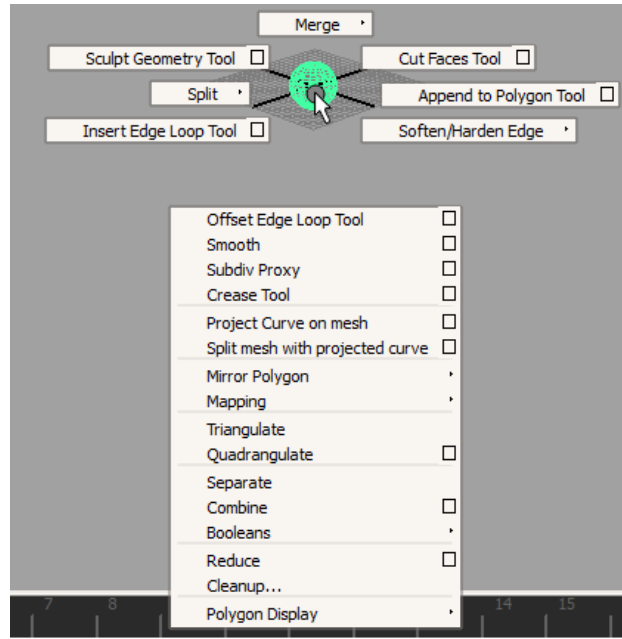 Merge
Sculpt Geometry Tool
Cut Faces Tool
Split
Append to Polygon Tool
Insert Edge Loop Tool
Soften/Harden Edge
Offset Edge Loop Tool
Smooth
Subdiv Proxy
Crease Tool
Project Curve on mesh
Split mesh with projected curve
Mirror Polygon
Mapping
Triangulate
Quadrangulate
Separate
Combine
Booleans
Reduce
Cleanup...
Polygon Display
7 8 14 15